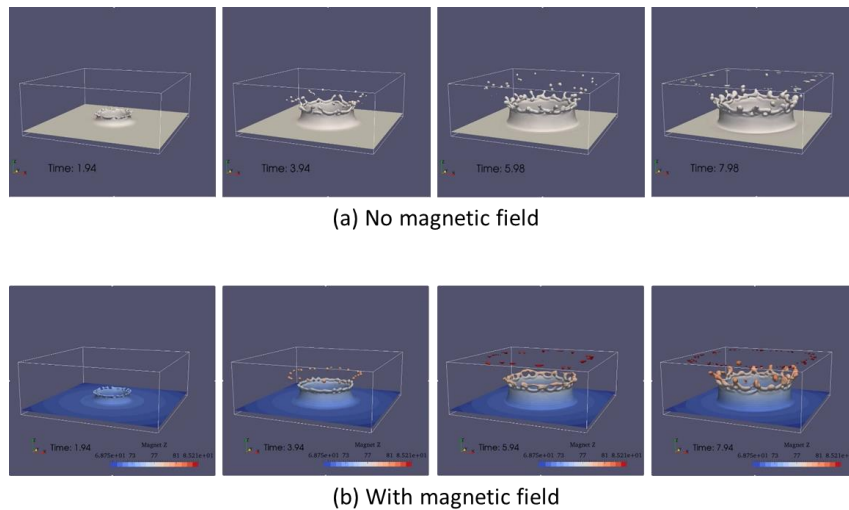 Time: 1.94
Time: 3.94
Time: 5.98
Time: 7.98
(a) No magnetic field
Time: 1.94
Magnet Z
6.875e+01 73 77 81 8.521e+01
Time: 3.94
Magnet Z
6.875e+01 73 77 81 8.521e+01
Time: 5.94
Magnet Z
6.875e+01 73 77 81 8.521e+01
Time: 7.94
Magnet Z
6.875e+01 73 77 81 8.521e+01
(b) With magnetic field